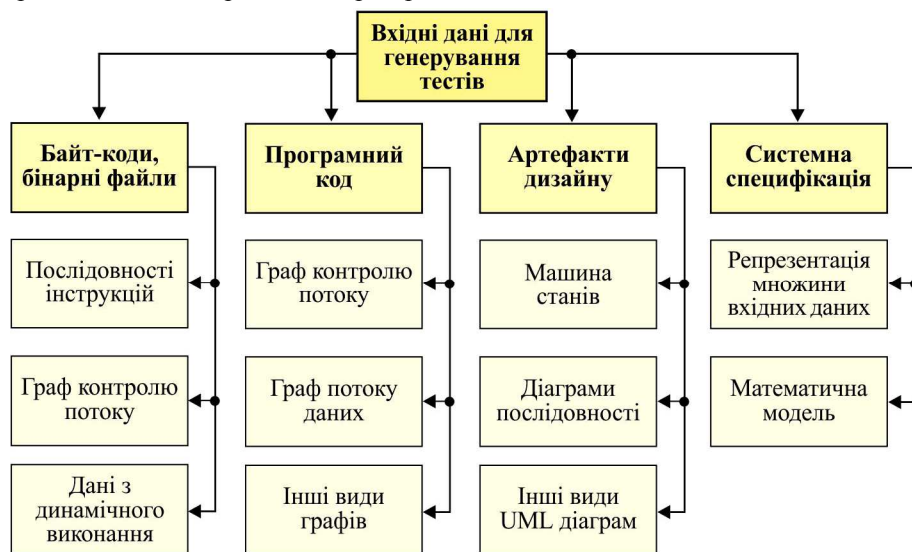 Вхідні дані для
генерування
тестів
Байт-коди,
бінарні файли
Програмний
код
Артефакти
дизайну
Системна
специфікація
Послідовності
інструкцій
Граф контролю
потоку
Машина
станів
Репрезентація
множини
вхідних даних
Граф контролю
потоку
Граф потоку
даних
Діаграми
послідовності
Математична
модель
Дані з
динамічного
виконання
Інші види
графів
Інші види
UML діаграм